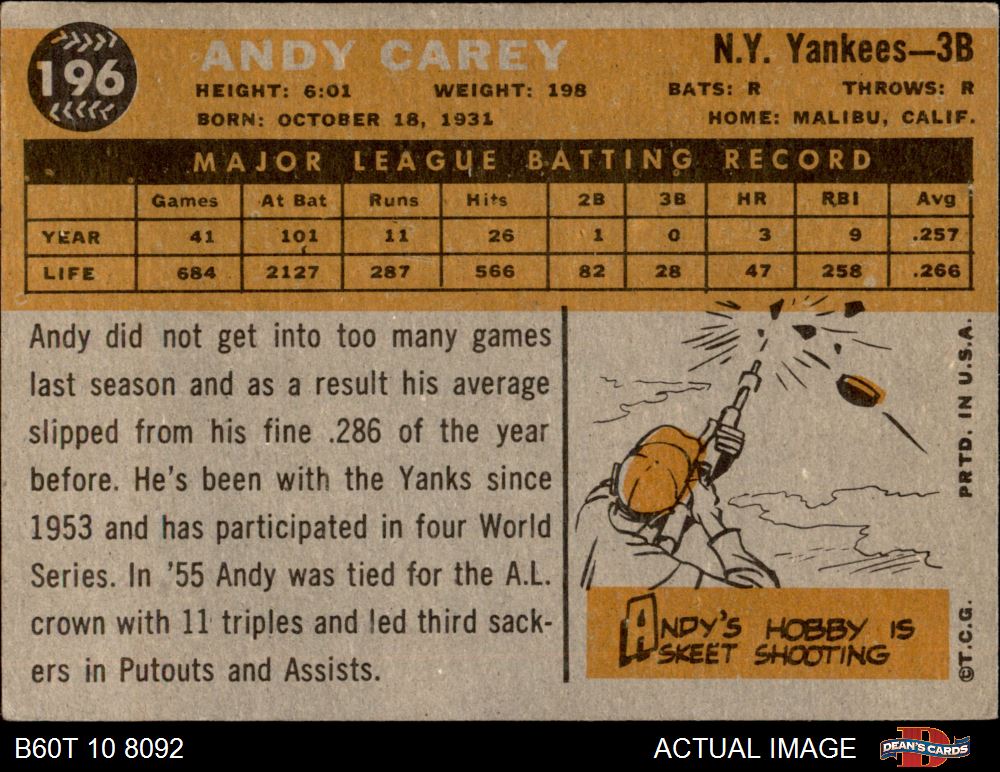 196
ANDY CAREY
N.Y. Yankees—3B
HEIGHT: 6:01 WEIGHT: 198 BATS: R THROWS: R
BORN: OCTOBER 18, 1931 HOME: MALIBU, CALIF.
MAJOR LEAGUE BATTING RECORD
Games At Bat Runs Hits 2B 3B HR RBI Avg
YEAR 41 101 11 26 1 0 3 9 .257
LIFE 684 2127 287 566 82 28 47 258 .266
Andy did not get into too many games
last season and as a result his average
slipped from his fine .286 of the year
before. He's been with the Yanks since
1953 and has participated in four World
Series. In '55 Andy was tied for the A.L.
crown with 11 triples and led third sack-
ers in Putouts and Assists.
ANDY'S HOBBY IS
SKEET SHOOTING
PRTD. IN U.S.A.
©T.C.G.
B60T 10 8092
ACTUAL IMAGE
DEAN'S CARDS